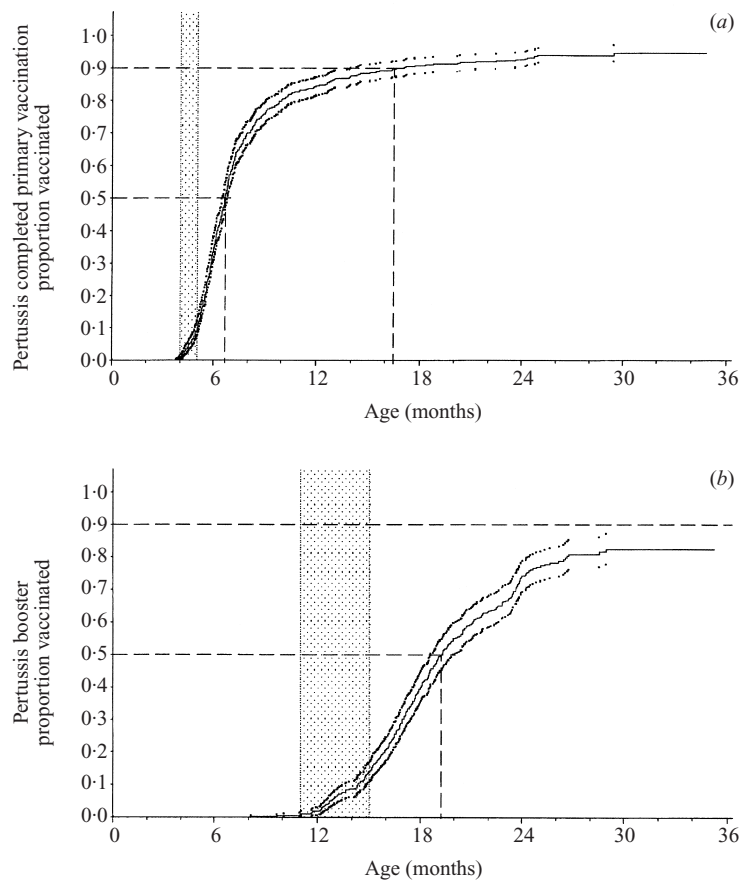 (a)
Pertussis completed primary vaccination
proportion vaccinated
1·0
0·9
0·8
0·7
0·6
0·5
0·4
0·3
0·2
0·1
0·0
0 6 12 18 24 30 36
Age (months)
(b)
Pertussis booster
proportion vaccinated
1·0
0·9
0·8
0·7
0·6
0·5
0·4
0·3
0·2
0·1
0·0
0 6 12 18 24 30 36
Age (months)